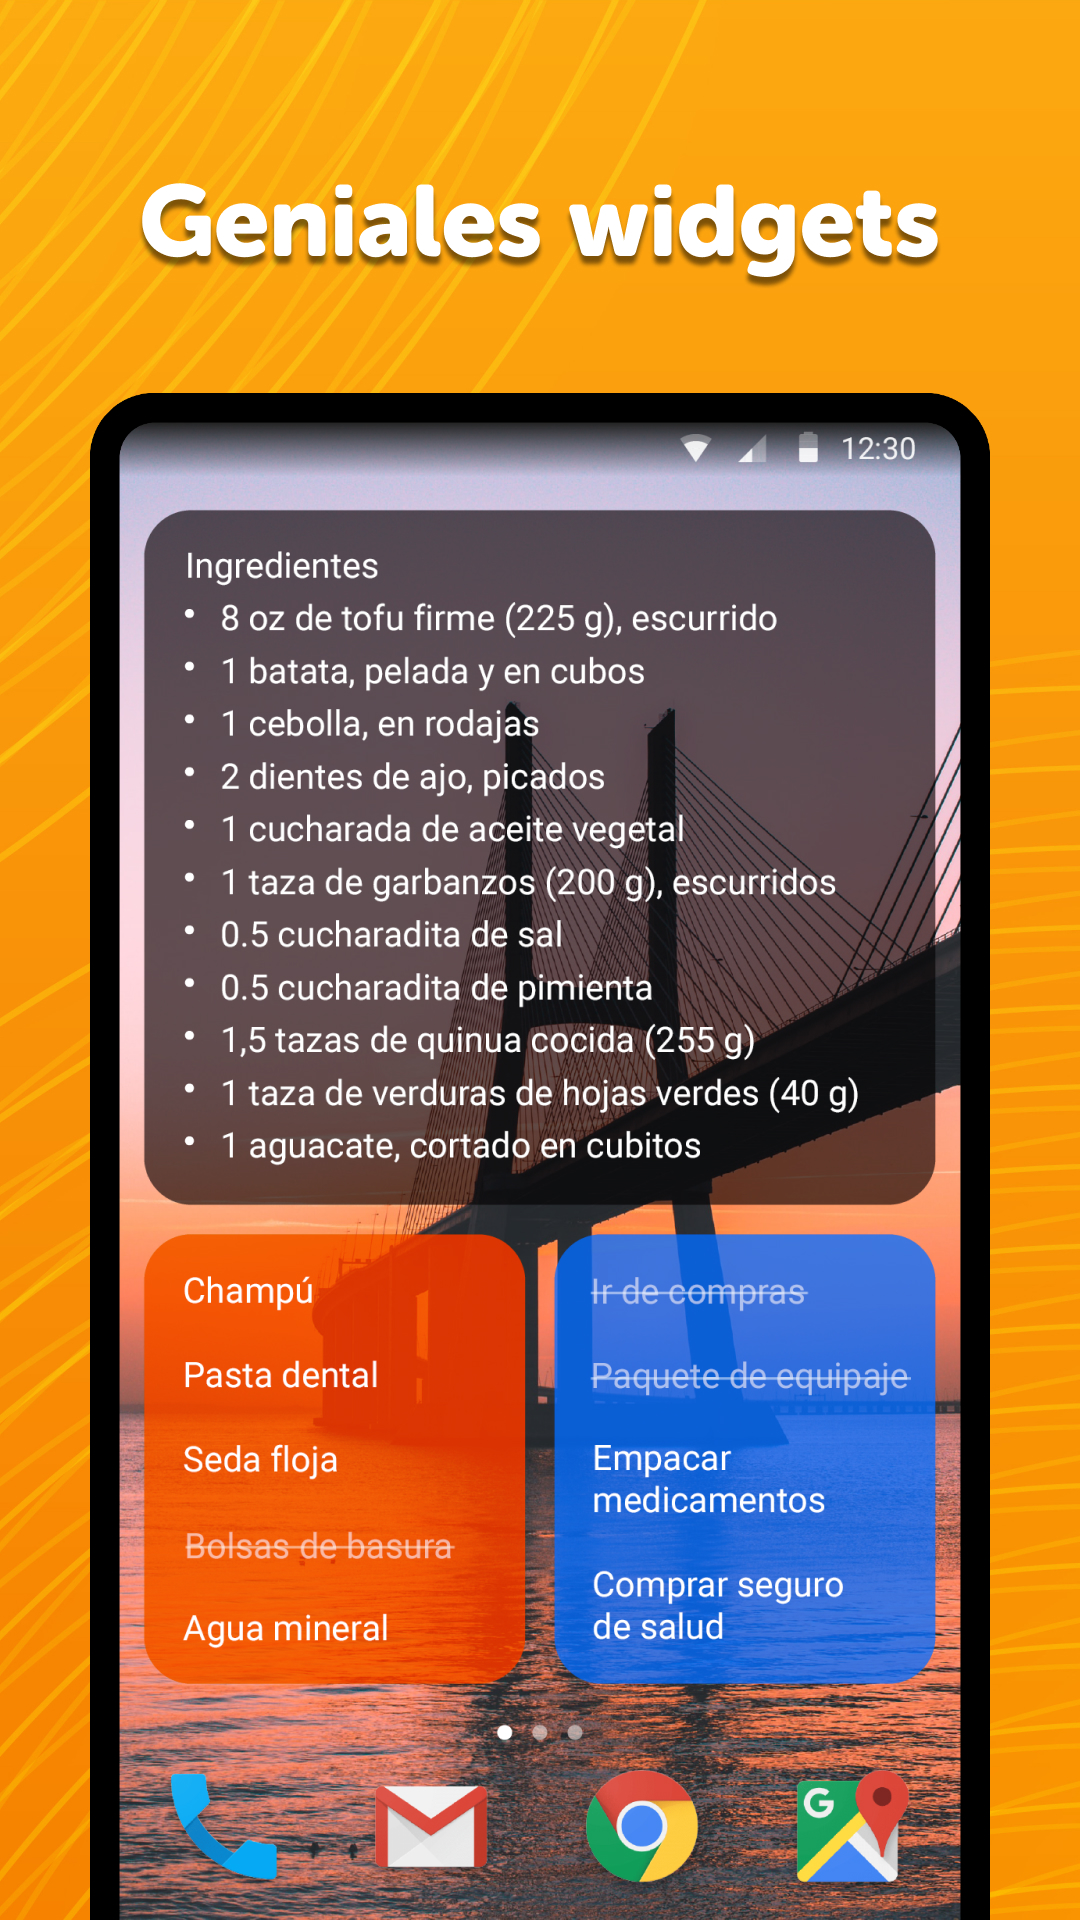 Geniales widgets
12:30
Ingredientes
• 8 oz de tofu firme (225 g), escurrido
• 1 batata, pelada y en cubos
• 1 cebolla, en rodajas
• 2 dientes de ajo, picados
• 1 cucharada de aceite vegetal
• 1 taza de garbanzos (200 g), escurridos
• 0.5 cucharadita de sal
• 0.5 cucharadita de pimienta
• 1,5 tazas de quinua cocida (255 g)
• 1 taza de verduras de hojas verdes (40 g)
• 1 aguacate, cortado en cubitos
Champú
Pasta dental
Seda floja
Bolsas de basura
Agua mineral
Ir de compras
Paquete de equipaje
Empacar
medicamentos
Comprar seguro
de salud
G